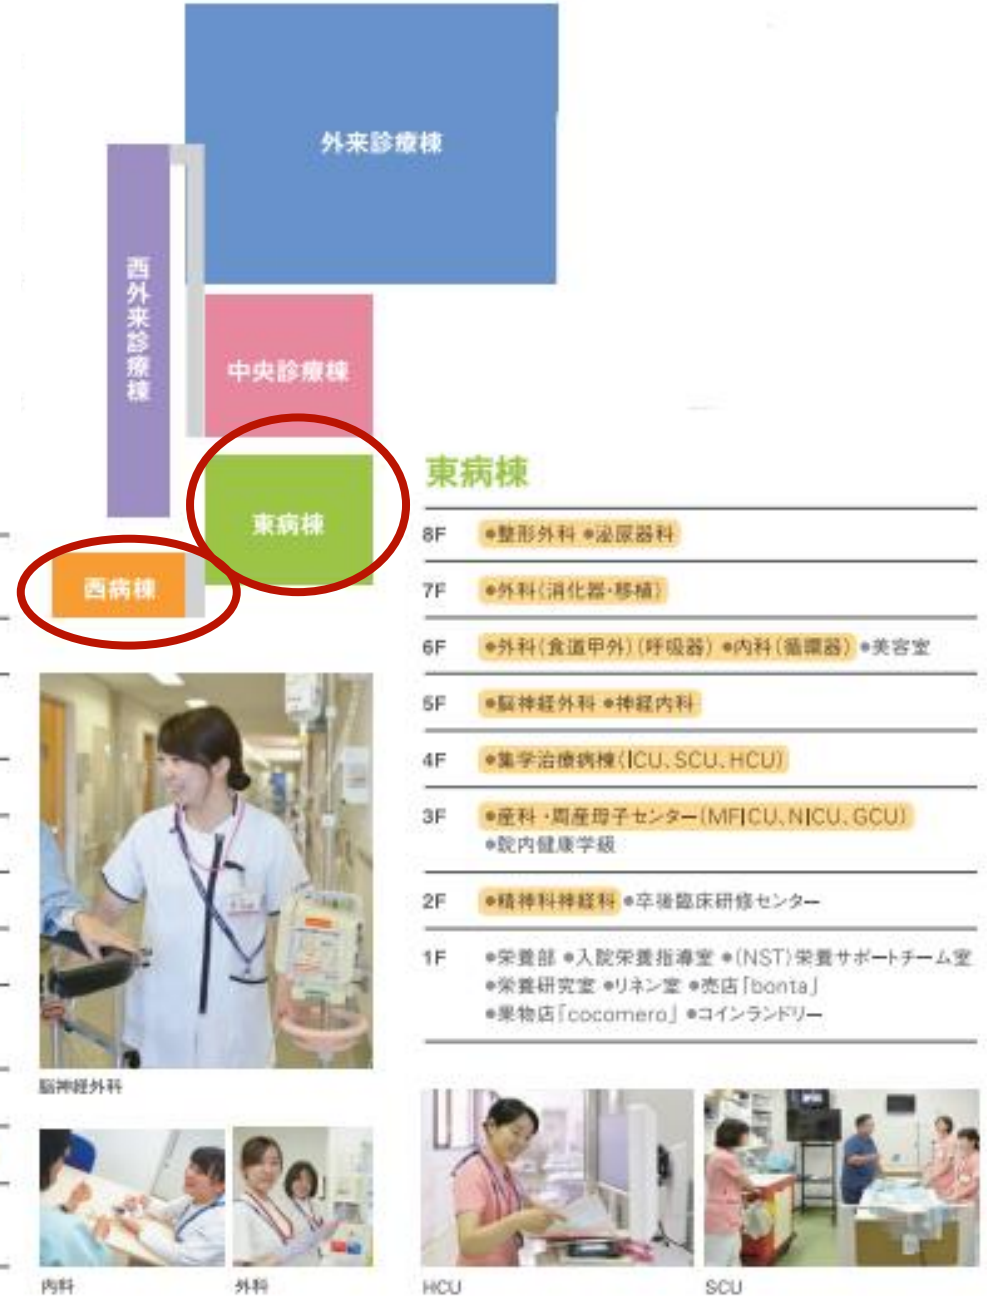 外来診療棟
西外来診療棟
中央診療棟
東病棟
西病棟
東病棟
8F ●整形外科 ●泌尿器科
7F ●外科(消化器・移植)
6F ●外科(食道甲外)(呼吸器) ●内科(循環器) ●美容室
5F ●脳神経外科 ●神経内科
4F ●集学治療病棟(ICU、SCU、HCU)
3F ●産科・周産母子センター(MFICU、NICU、GCU)
●院内健康学級
2F ●精神科神経科 ●卒後臨床研修センター
1F ●栄養部 ●入院栄養指導室 ●(NST)栄養サポートチーム室
●栄養研究室 ●リネン室 ●売店「bonta」
●果物店「cocomero」 ●コインランドリー
脳神経外科
内科
外科
HCU
SCU